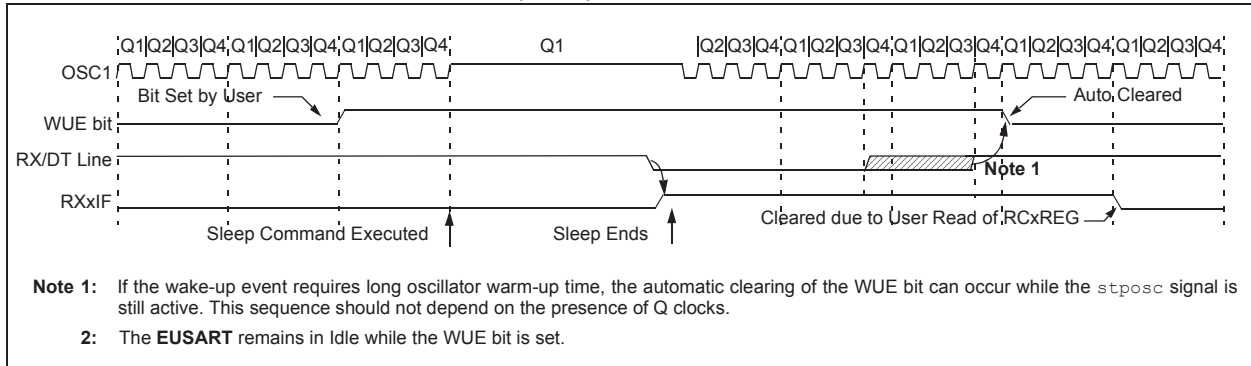 Q1|Q2|Q3|Q4|Q1|Q2|Q3|Q4|Q1|Q2|Q3|Q4 Q1 |Q2|Q3|Q4|Q1|Q2|Q3|Q4|Q1|Q2|Q3|Q4|Q1|Q2|Q3|Q4|Q1|Q2|Q3|Q4
OSC1
Bit Set by User Auto Cleared
WUE bit
RX/DT Line
Note 1
RXxIF
Cleared due to User Read of RCxREG
Sleep Command Executed Sleep Ends
Note 1: If the wake-up event requires long oscillator warm-up time, the automatic clearing of the WUE bit can occur while the stposc signal is
still active. This sequence should not depend on the presence of Q clocks.
2: The EUSART remains in Idle while the WUE bit is set.